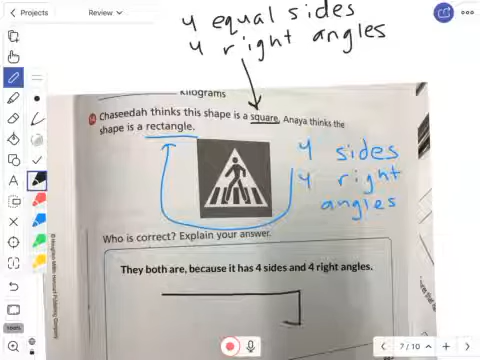 Projects
4 equal sides
4 right angles
kilograms
14 Chaseedah thinks this shape is a square, Anaya thinks the
shape is a rectangle.
4 sides
4 right
angles
Who is correct? Explain your answer.
They both are, because it has 4 sides and 4 right angles.
7 / 10